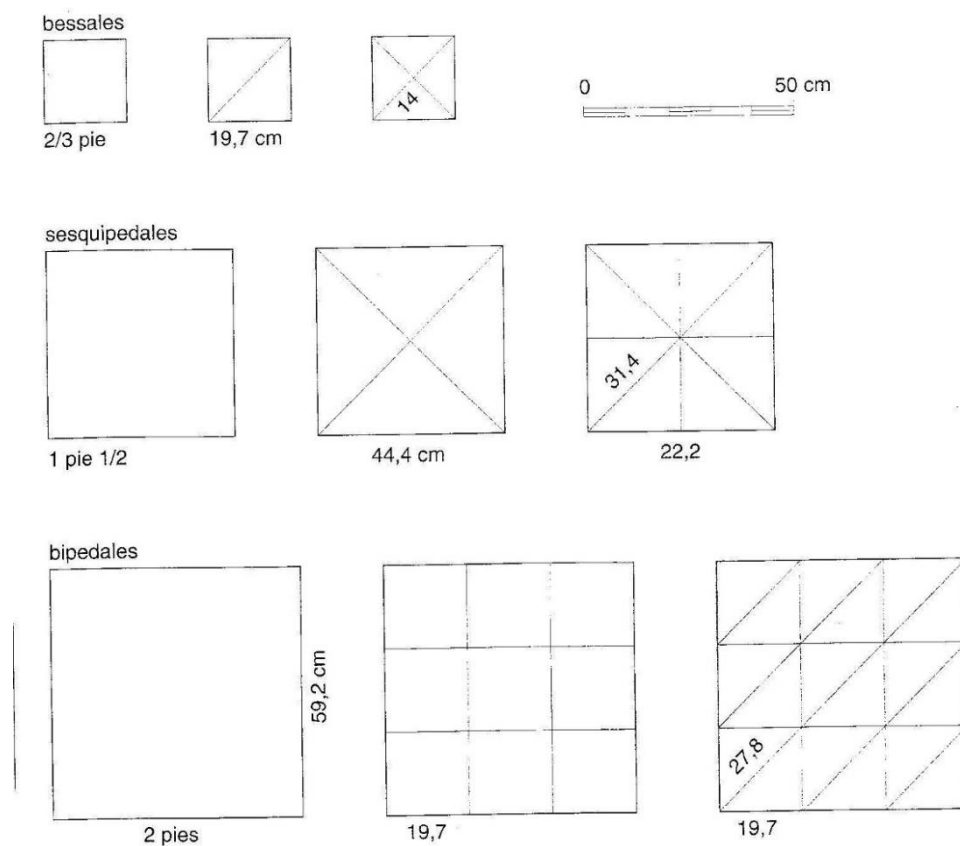 bessales
0 50 cm
14
2/3 pie
19,7 cm
sesquipedales
31,4
1 pie 1/2
44,4 cm
22,2
bipedales
59,2 cm
27,8
2 pies
19,7
19,7